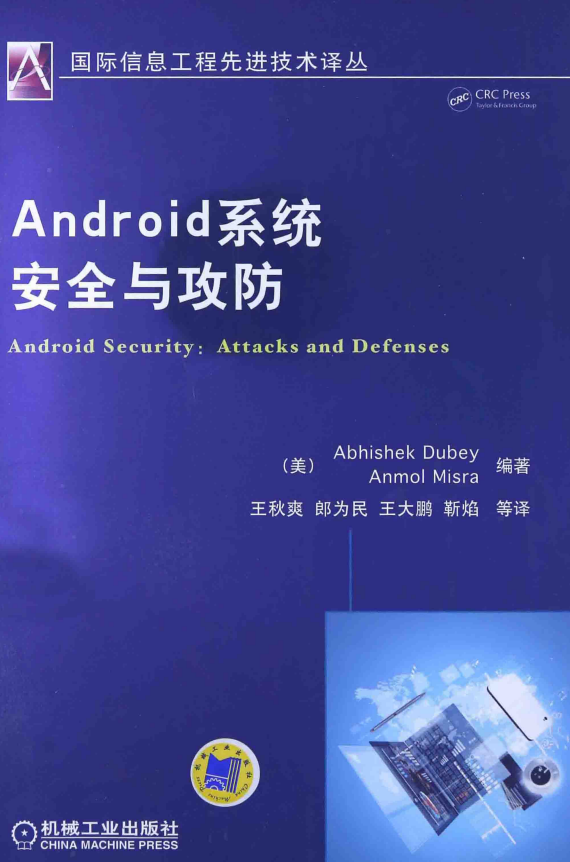 国际信息工程先进技术译丛
CRC
CRC Press
Taylor & Francis Group
Android系统
安全与攻防
Android Security: Attacks and Defenses
（美） Abhishek Dubey 编著
Anmol Misra
王秋爽 郎为民 王大鹏 靳焰 等译
机械工业出版社
CHINA MACHINE PRESS